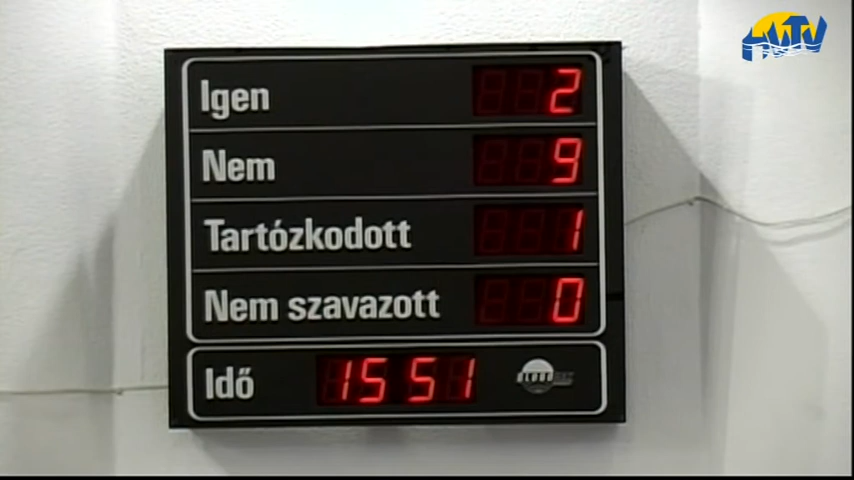 Igen 2
Nem 9
Tartózkodott 1
Nem szavazott 0
Idő 15 51